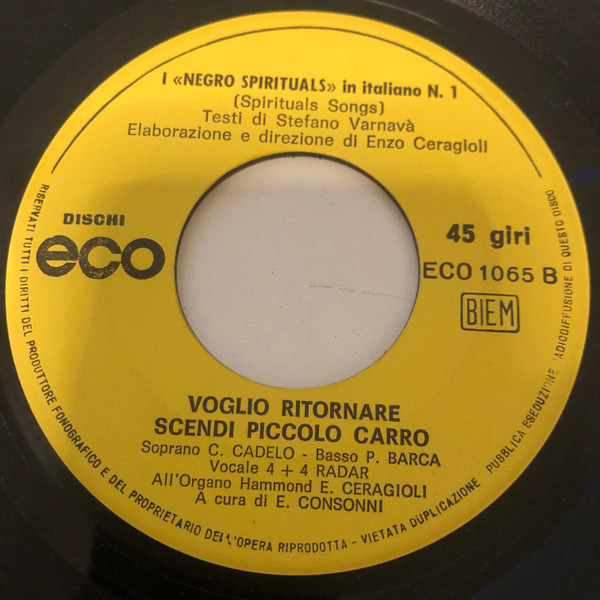 I «NEGRO SPIRITUALS» in italiano N. 1
(Spirituals Songs)
Testi di Stefano Varnavà
Elaborazione e direzione di Enzo Ceragioli
DISCHI
eco
45 giri
ECO 1065 B
BIEM
VOGLIO RITORNARE
SCENDI PICCOLO CARRO
Soprano C. CADELO - Basso P. BARCA
Vocale 4 + 4 RADAR
All'Organo Hammond E. CERAGIOLI
A cura di E. CONSONNI
RISERVATI TUTTI I DIRITTI DEL PRODUTTORE FONOGRAFICO E DEL PROPRIETARIO DELL'OPERA RIPRODOTTA - VIETATA DUPLICAZIONE PUBBLICA ESECUZIONE ADIODIFFUSIONE DI QUESTO DISCO